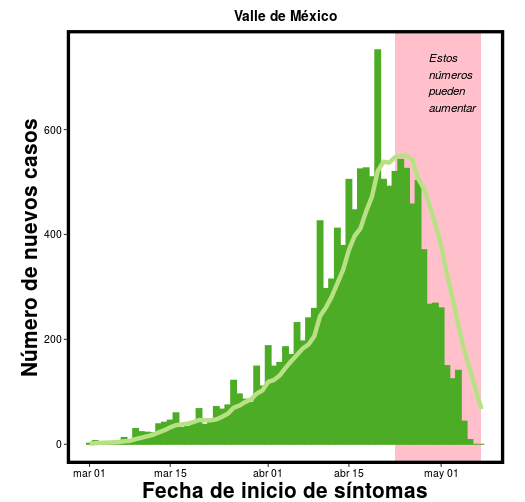 Valle de México
Estos
números
pueden
aumentar
Número de nuevos casos
600
400
200
0
mar 01
mar 15
abr 01
abr 15
may 01
Fecha de inicio de síntomas